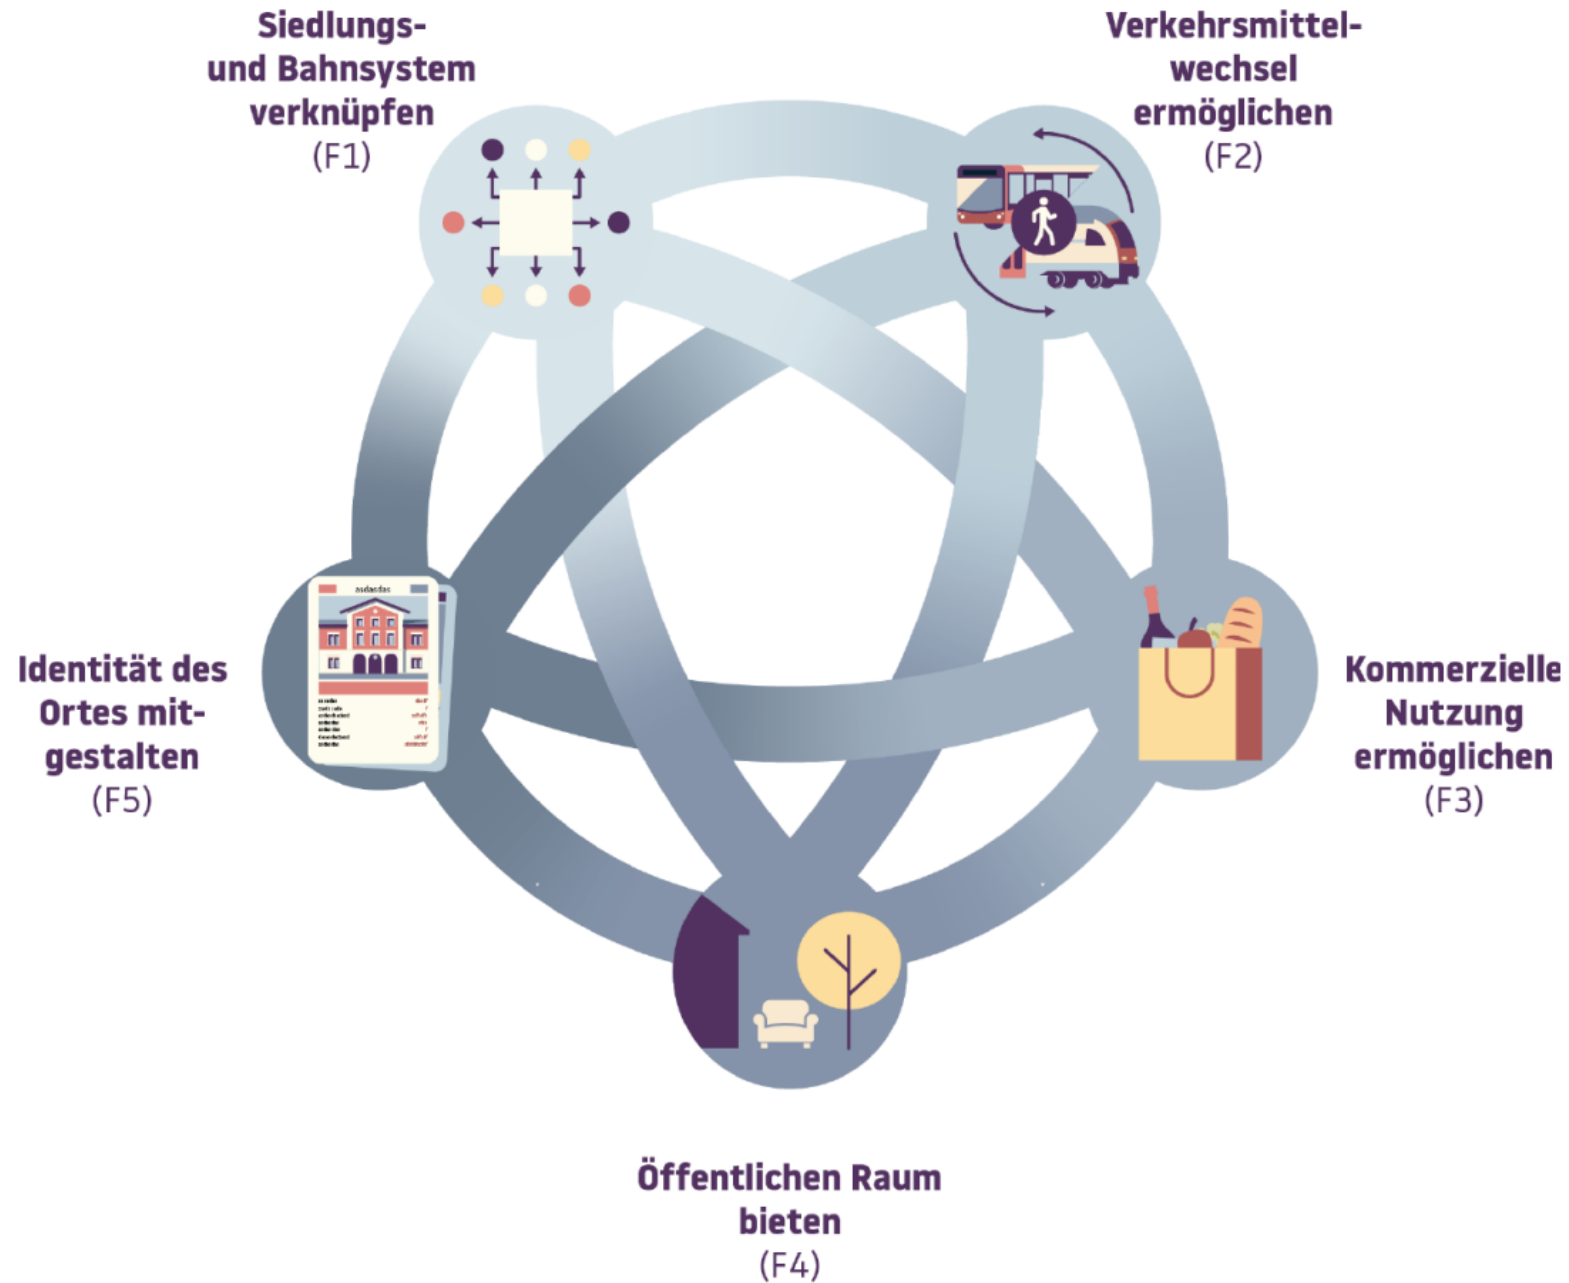 Siedlungs-
und Bahnsystem
verknüpfen
(F1)
Verkehrsmittel-
wechsel
ermöglichen
(F2)
asdasdas
Identität des
Ortes mit-
gestalten
(F5)
Kommerzielle
Nutzung
ermöglichen
(F3)
Öffentlichen Raum
bieten
(F4)